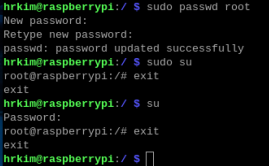 hrkim@raspberrypi:/ $ sudo passwd root
New password:
Retype new password:
passwd: password updated successfully
hrkim@raspberrypi:/ $ sudo su
root@raspberrypi:/# exit
exit
hrkim@raspberrypi:/ $ su
Password:
root@raspberrypi:/# exit
exit
hrkim@raspberrypi:/ $